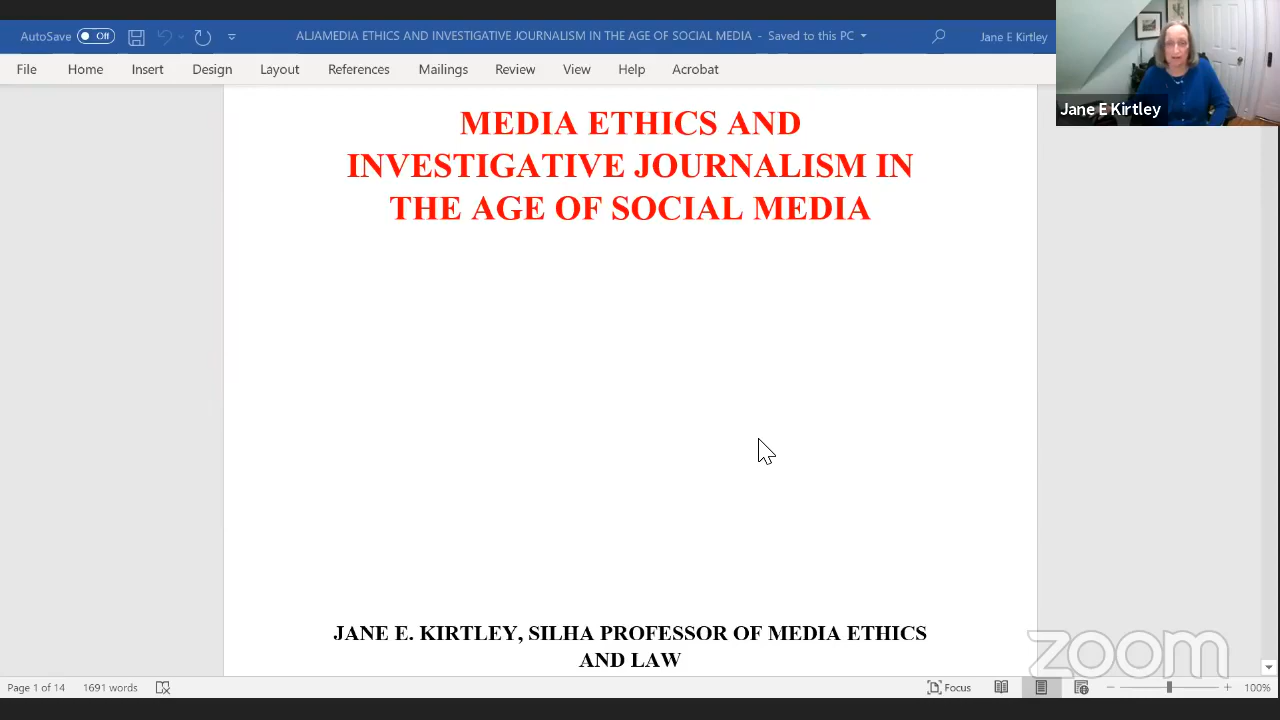 AutoSave Off
ALJAMEDIA ETHICS AND INVESTIGATIVE JOURNALISM IN THE AGE OF SOCIAL MEDIA - Saved to this PC
Jane E Kirtley
File Home Insert Design Layout References Mailings Review View Help Acrobat
Jane E Kirtley
MEDIA ETHICS AND
INVESTIGATIVE JOURNALISM IN
THE AGE OF SOCIAL MEDIA
JANE E. KIRTLEY, SILHA PROFESSOR OF MEDIA ETHICS
AND LAW
zoom
Page 1 of 14 1691 words Focus 100%